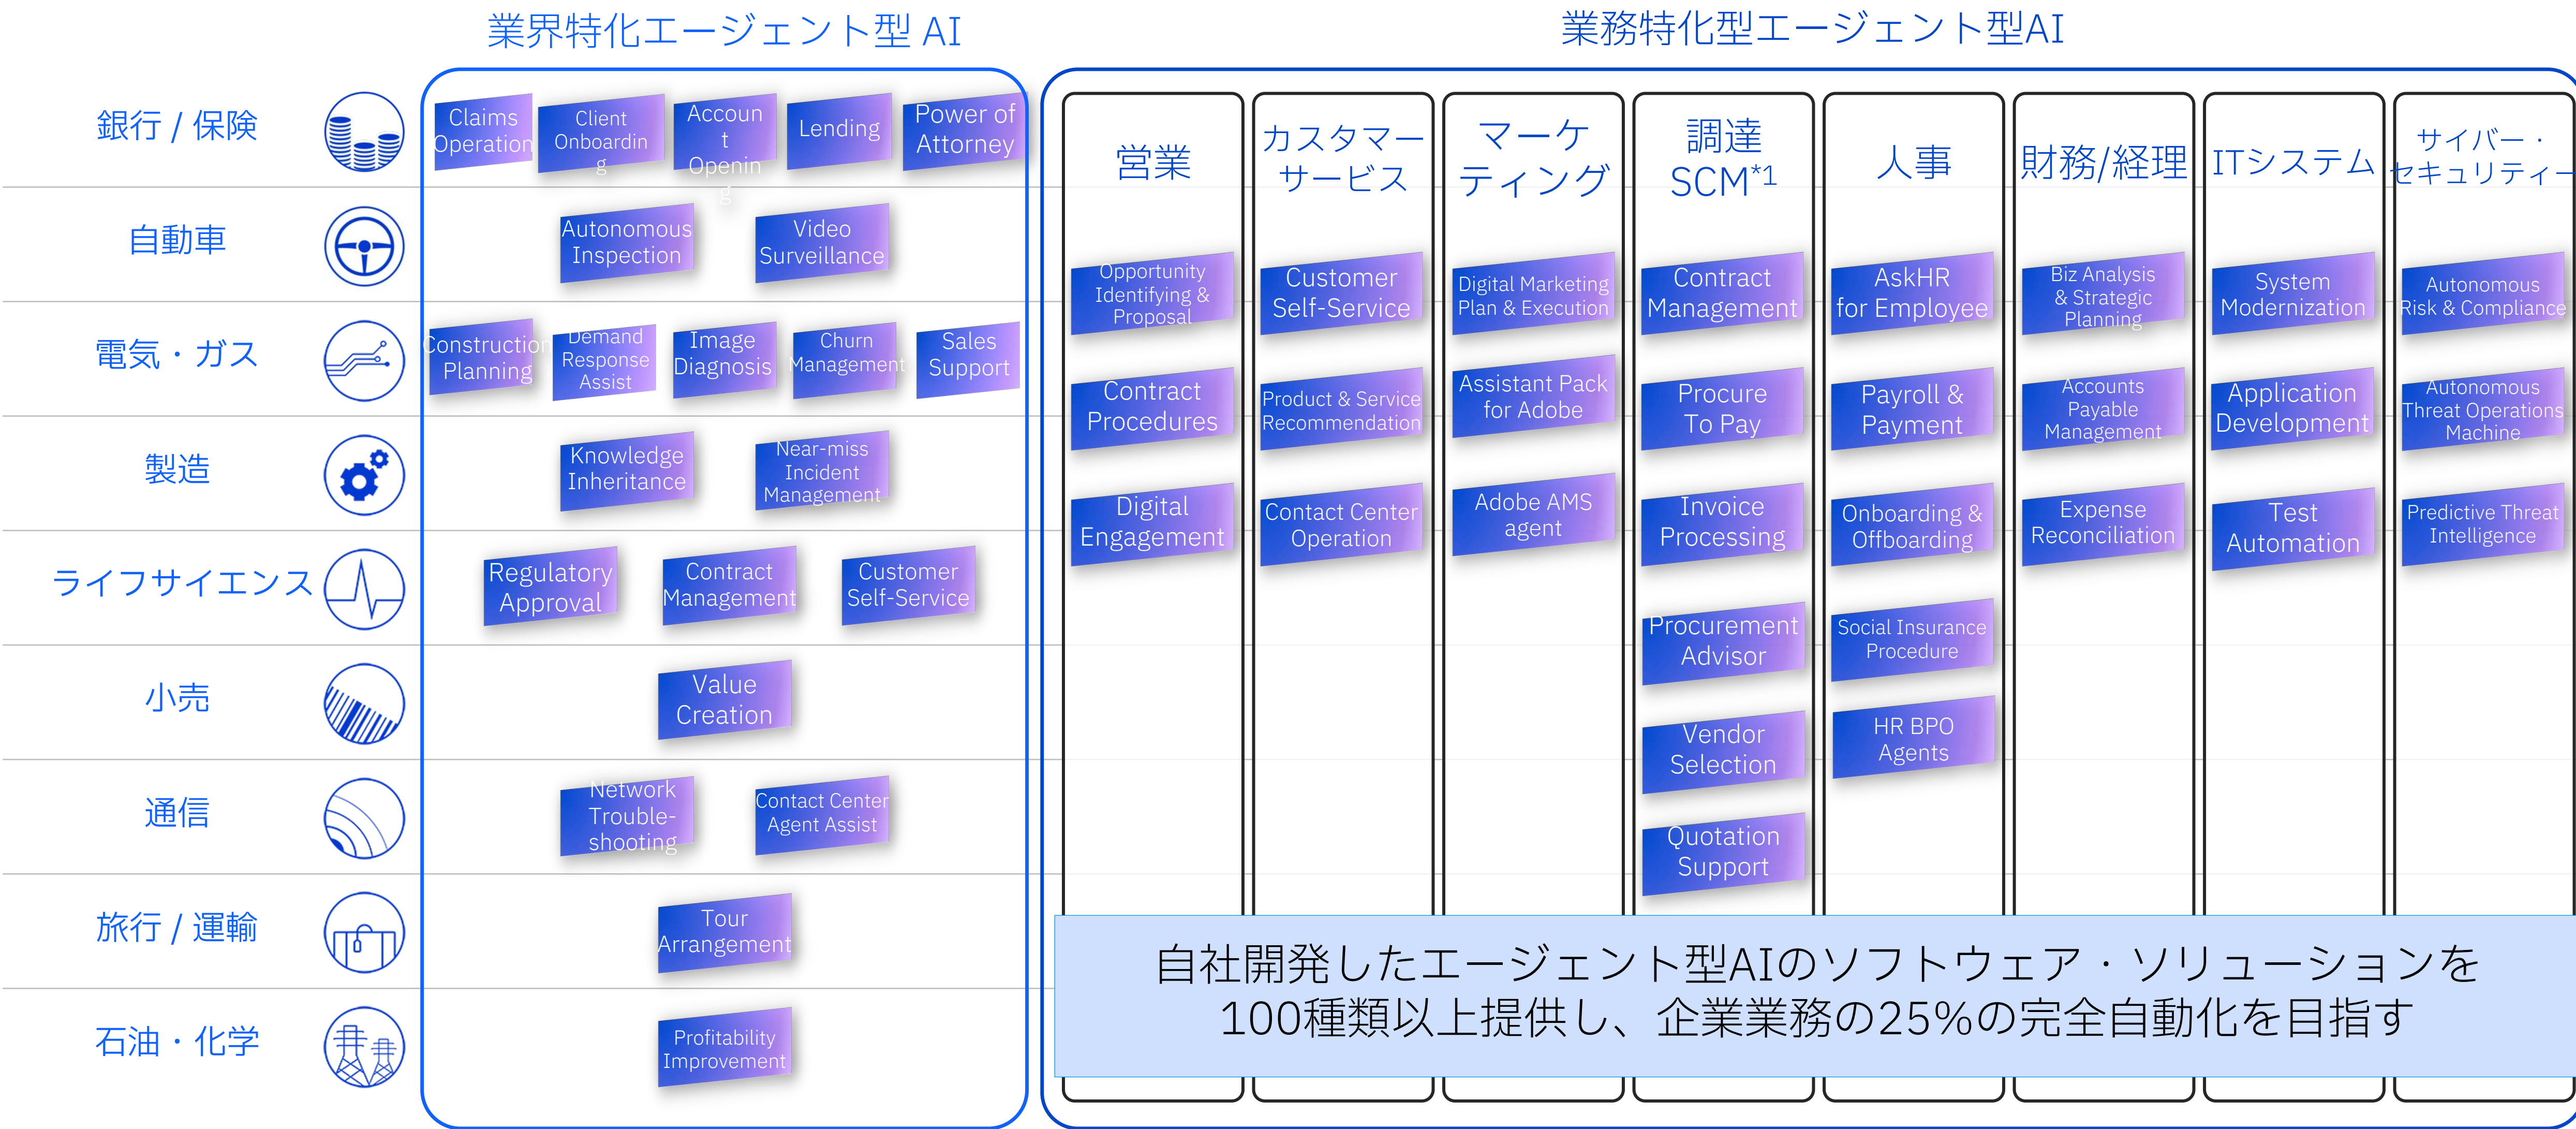 業界特化エージェント型 AI
銀行 / 保険
Claims
Operation
Client
Onboardin
g
Accoun
t
Openin
g
Lending
Power of
Attorney
自動車
Autonomous
Inspection
Video
Surveillance
電気・ガス
Construction
Planning
Demand
Response
Assist
Image
Diagnosis
Churn
Management
Sales
Support
製造
Knowledge
Inheritance
Near-miss
Incident
Management
ライフサイエンス
Regulatory
Approval
Contract
Management
Customer
Self-Service
小売
Value
Creation
通信
Network
Trouble-
shooting
Contact Center
Agent Assist
旅行 / 運輸
Tour
Arrangement
石油・化学
Profitability
Improvement
業務特化型エージェント型AI
営業
Opportunity
Identifying &
Proposal
Contract
Procedures
Digital
Engagement
カスタマー
サービス
Customer
Self-Service
Product & Service
Recommendation
Contact Center
Operation
マーケ
ティング
Digital Marketing
Plan & Execution
Assistant Pack
for Adobe
Adobe AMS
agent
調達
SCM*1
Contract
Management
Procure
To Pay
Invoice
Processing
Procurement
Advisor
Vendor
Selection
Quotation
Support
人事
AskHR
for Employee
Payroll &
Payment
Onboarding &
Offboarding
Social Insurance
Procedure
HR BPO
Agents
財務/経理
Biz Analysis
& Strategic
Planning
Accounts
Payable
Management
Expense
Reconciliation
ITシステム
System
Modernization
Application
Development
Test
Automation
サイバー・
セキュリティー
Autonomous
Risk & Compliance
Autonomous
Threat Operations
Machine
Predictive Threat
Intelligence
自社開発したエージェント型AIのソフトウェア・ソリューションを
100種類以上提供し、企業業務の25%の完全自動化を目指す